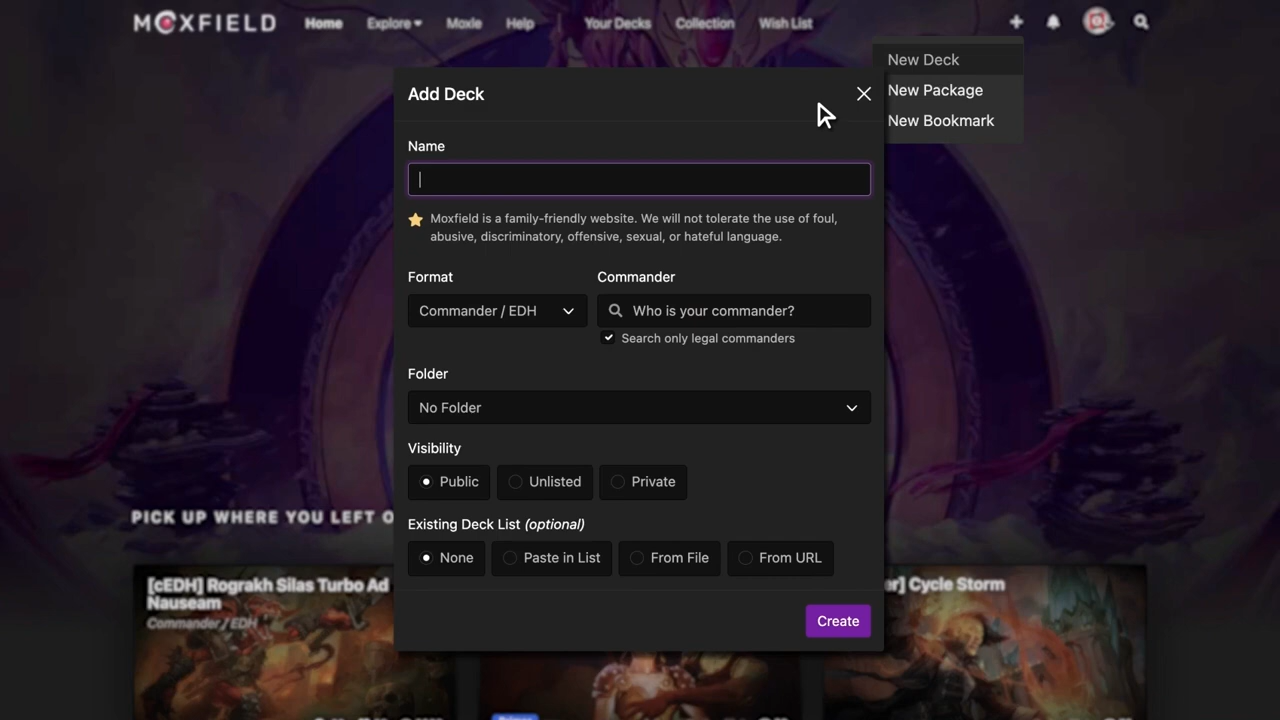 MOXFIELD Home Explore Moxie Help Your Decks Collection Wish List
New Deck
New Package
New Bookmark
Add Deck
Name
Moxfield is a family-friendly website. We will not tolerate the use of foul,
abusive, discriminatory, offensive, sexual, or hateful language.
Format Commander
Commander / EDH Who is your commander?
Search only legal commanders
Folder
No Folder
Visibility
Public Unlisted Private
Existing Deck List (optional)
None Paste in List From File From URL
Create
PICK UP WHERE YOU LEFT O
[cEDH] Rograkh Silas Turbo Ad
Nauseam
Commander / EDH
er] Cycle Storm
Primer